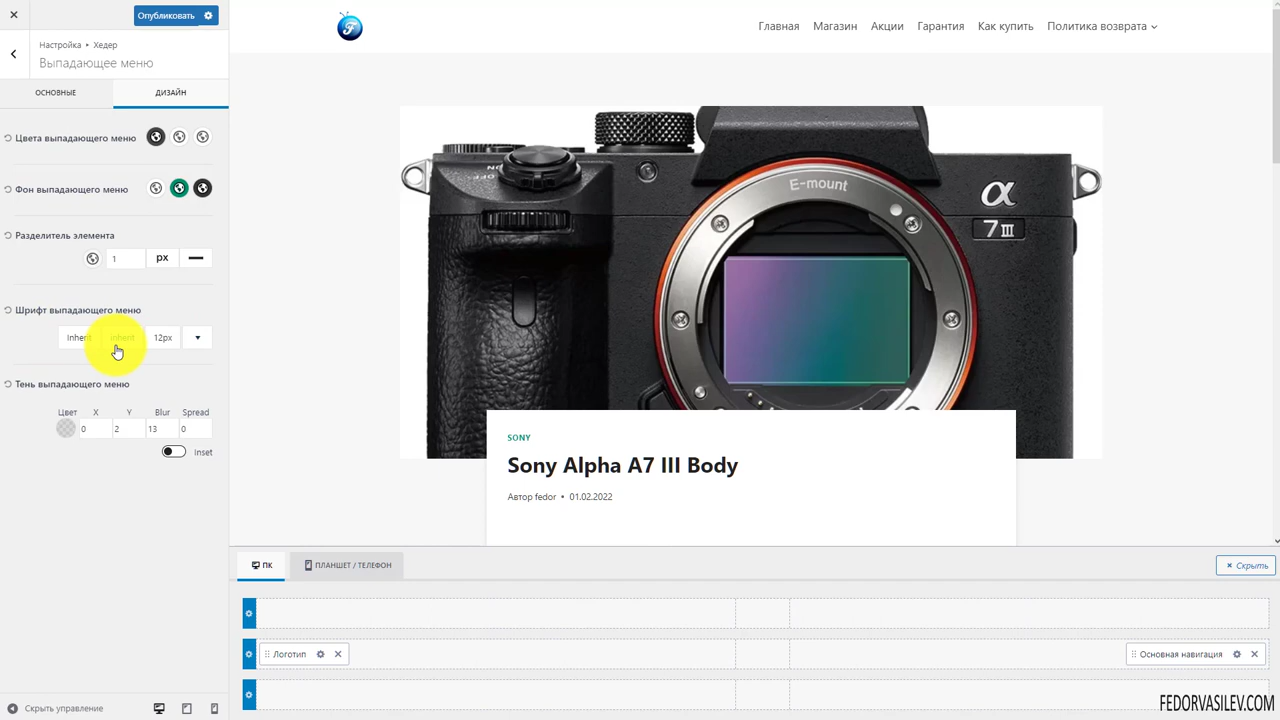 Опубликовать
Настройка ▸ Хедер
Выпадающее меню
ОСНОВНЫЕ
ДИЗАЙН
Цвета выпадающего меню
Фон выпадающего меню
Разделитель элемента
1
px
Шрифт выпадающего меню
Inherit
inherit
12px
Тень выпадающего меню
Цвет X Y Blur Spread
0 2 13 0
Inset
Скрыть управление
Главная Магазин Акции Гарантия Как купить Политика возврата
E-mount
α
7III
SONY
Sony Alpha A7 III Body
Автор fedor • 01.02.2022
ПК
ПЛАНШЕТ / ТЕЛЕФОН
× Скрыть
Логотип
Основная навигация
FEDORVASILEV.COM